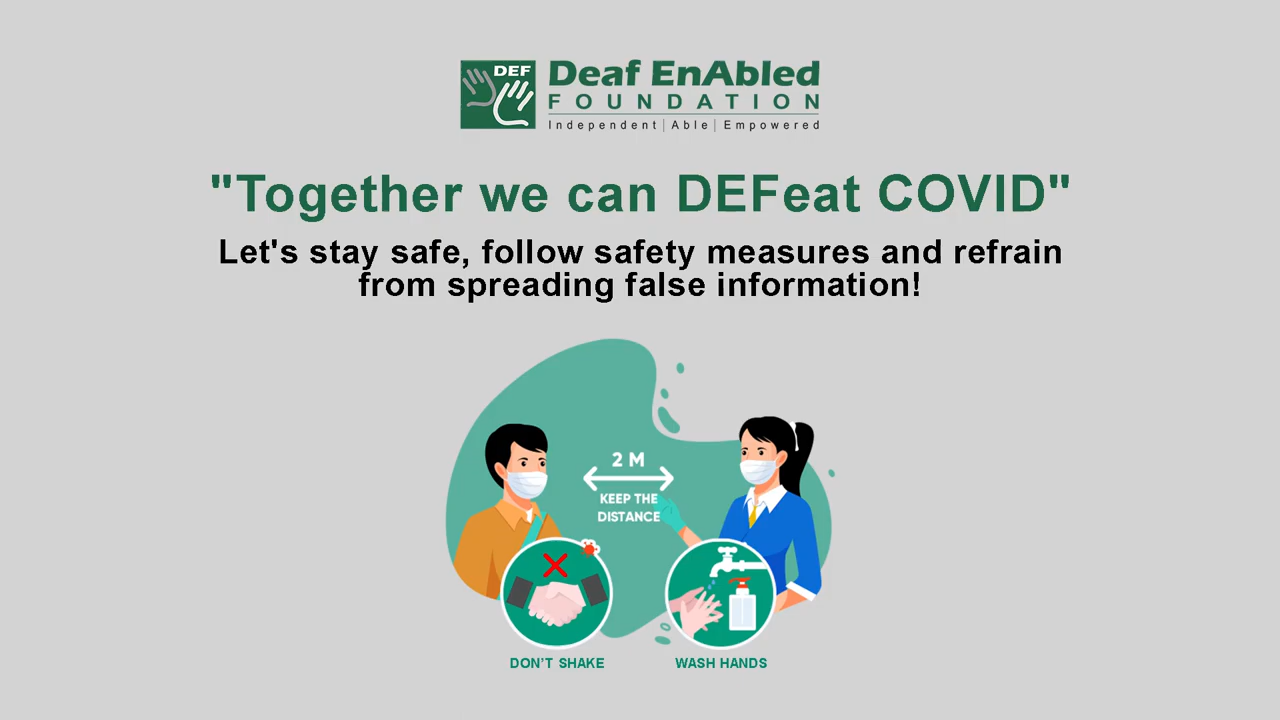 DEF
Deaf EnAbled
FOUNDATION
Independent | Able | Empowered
"Together we can DEFeat COVID"
Let's stay safe, follow safety measures and refrain
from spreading false information!
2 M
KEEP THE
DISTANCE
DON'T SHAKE
WASH HANDS